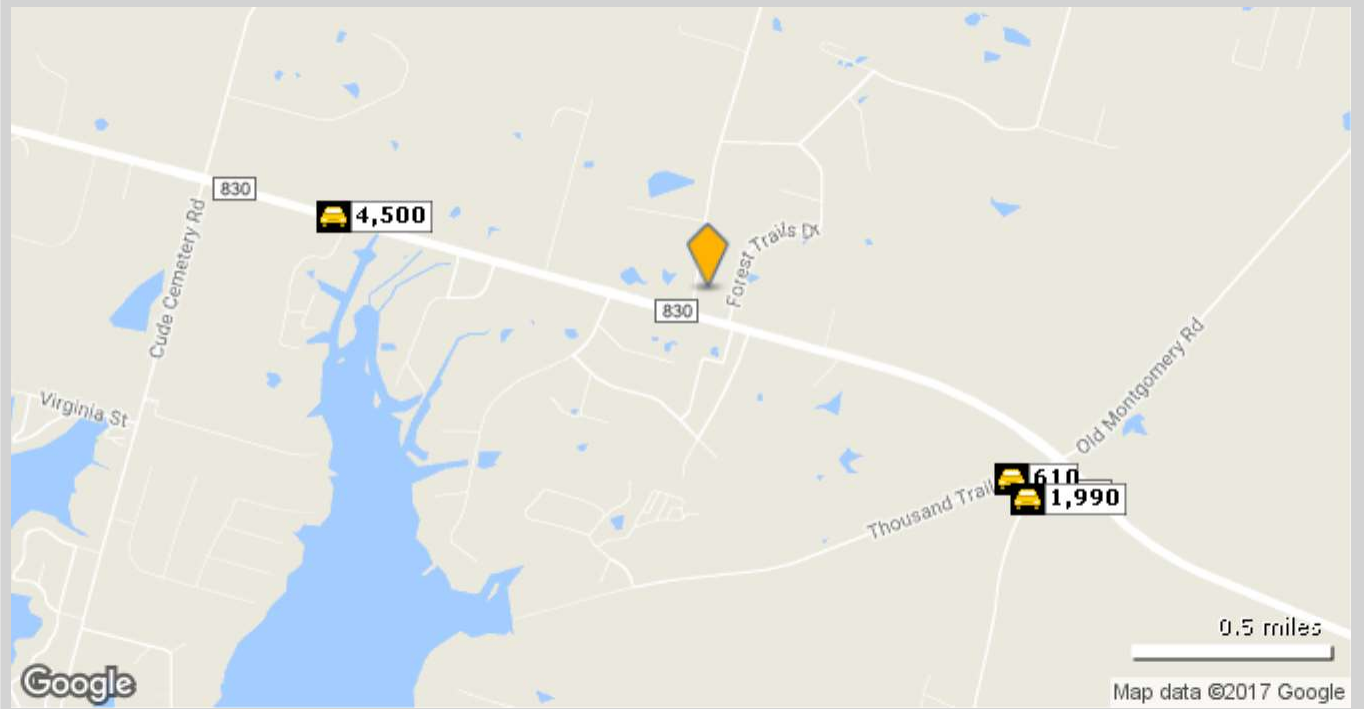 830
4,500
Cude Cemetery Rd
Forest Trails Dr
830
Virginia St
Old Montgomery Rd
610
1,990
Thousand Trail
0.5 miles
Google
Map data ©2017 Google